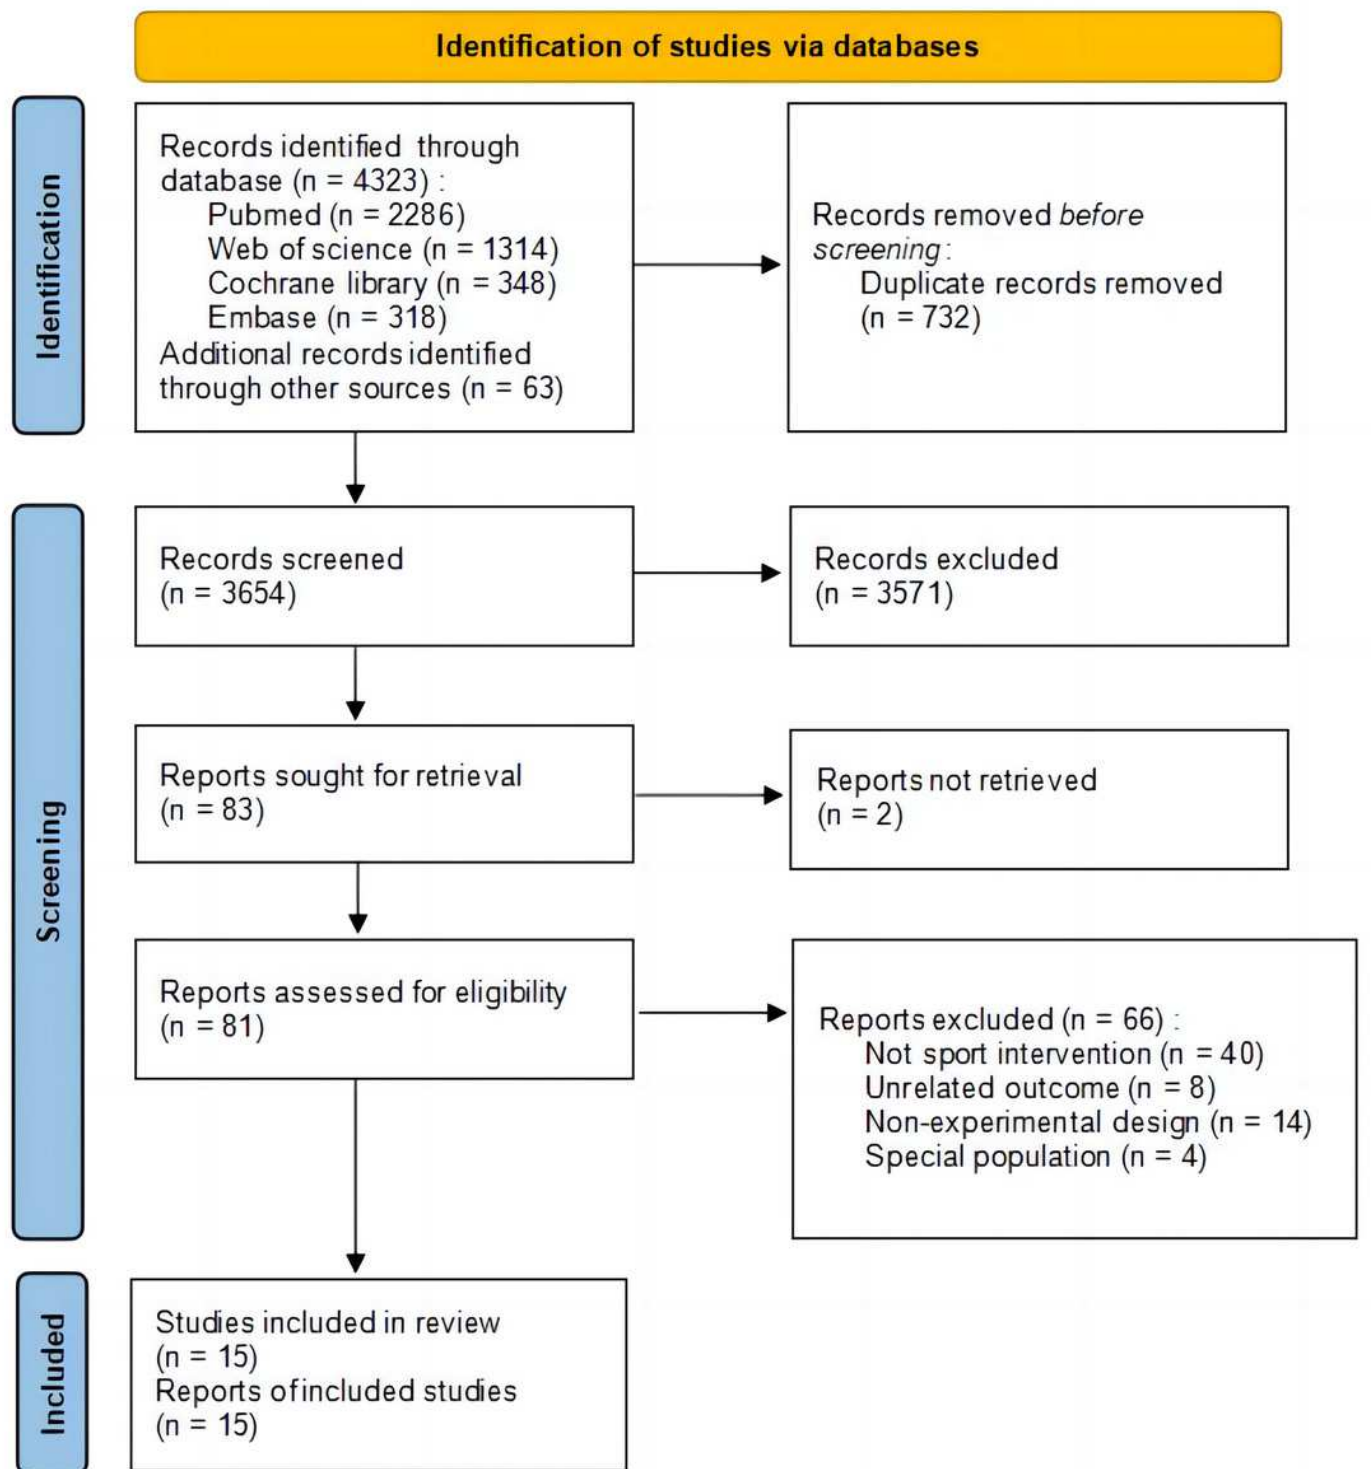 Identification of studies via databases
Identification
Records identified through
database (n = 4323) :
Pubmed (n = 2286)
Web of science (n = 1314)
Cochrane library (n = 348)
Embase (n = 318)
Additional records identified
through other sources (n = 63)
Records removed before
screening:
Duplicate records removed
(n = 732)
Screening
Records screened
(n = 3654)
Records excluded
(n = 3571)
Reports sought for retrieval
(n = 83)
Reports not retrieved
(n = 2)
Reports assessed for eligibility
(n = 81)
Reports excluded (n = 66) :
Not sport intervention (n = 40)
Unrelated outcome (n = 8)
Non-experimental design (n = 14)
Special population (n = 4)
Included
Studies included in review
(n = 15)
Reports of included studies
(n = 15)